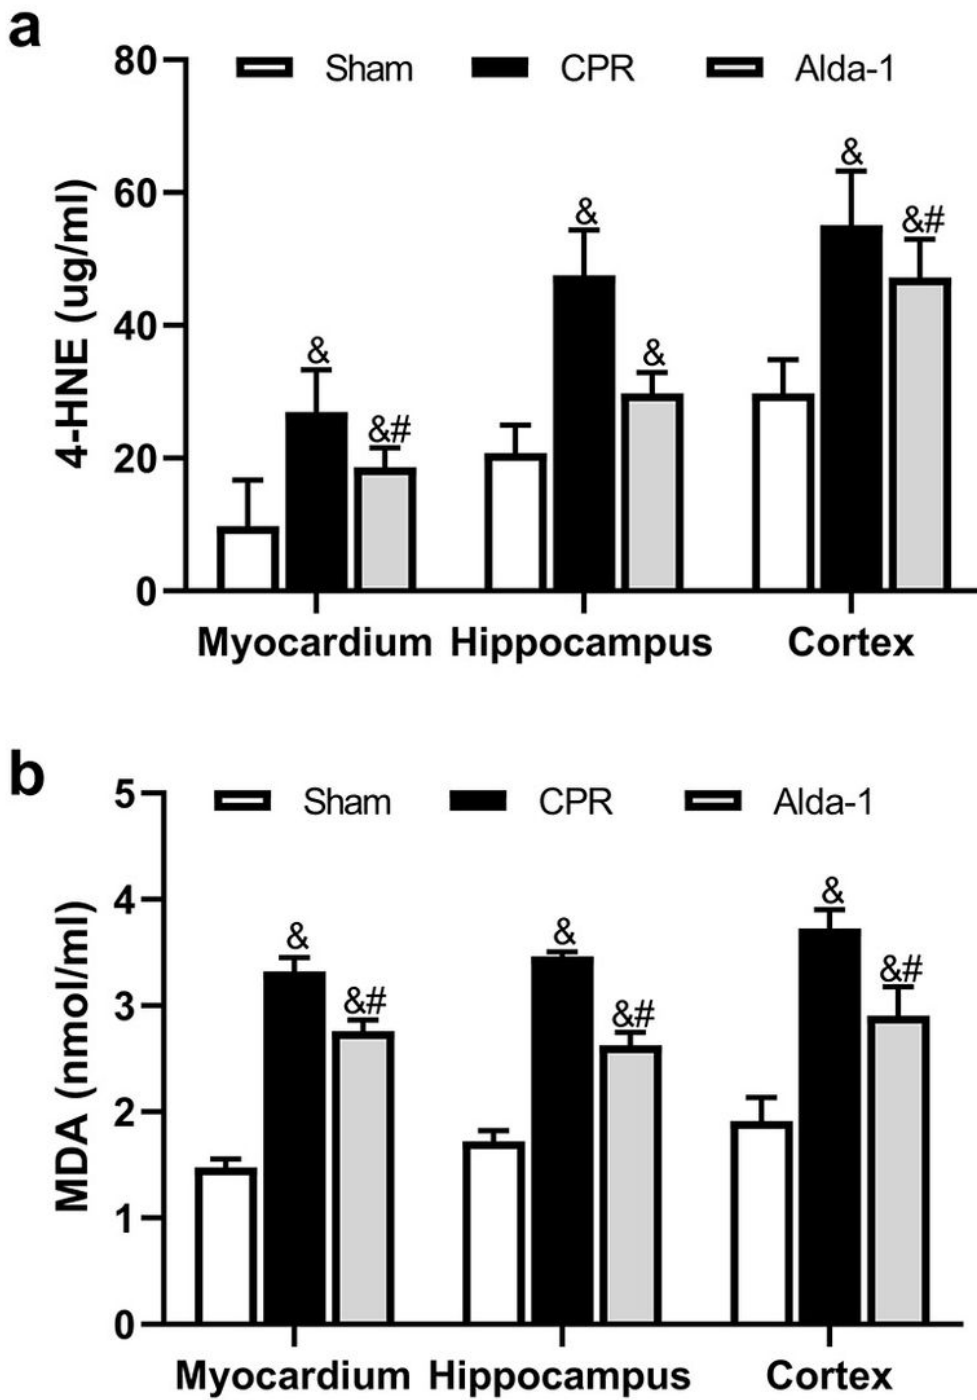 a
80
Sham CPR Alda-1
&
60
&
&#
40
&
&
&#
20
0
4-HNE (ug/ml)
Myocardium Hippocampus Cortex
b
5
Sham CPR Alda-1
4
&
&
&
&#
&#
&#
3
2
1
0
MDA (nmol/ml)
Myocardium Hippocampus Cortex